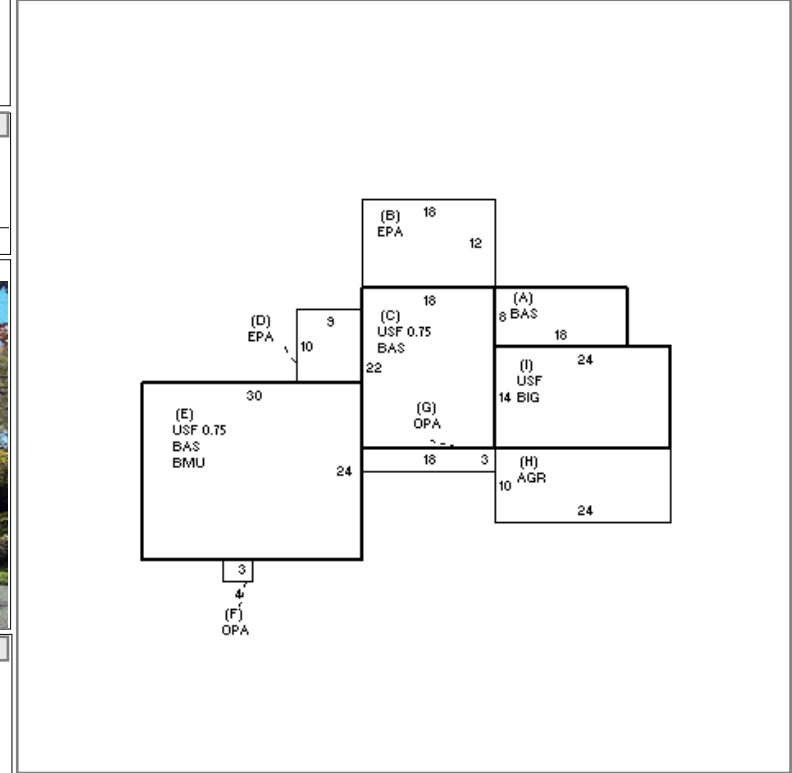 (B) 18
EPA
12
18
(A)
8 BAS
18
(C)
USF 0.75
BAS
22
(D)
EPA
9
10
24
(I)
USF
14 BIG
30
(E)
USF 0.75
BAS
BMU
24
(G)
OPA
18 3
(H)
10 AGR
24
3
4
(F)
OPA